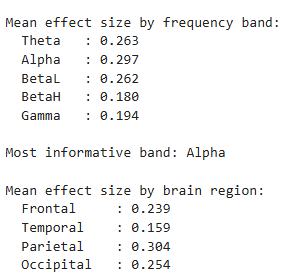 Mean effect size by frequency band:
Theta : 0.263
Alpha : 0.297
BetaL : 0.262
BetaH : 0.180
Gamma : 0.194
Most informative band: Alpha
Mean effect size by brain region:
Frontal : 0.239
Temporal : 0.159
Parietal : 0.304
Occipital : 0.254